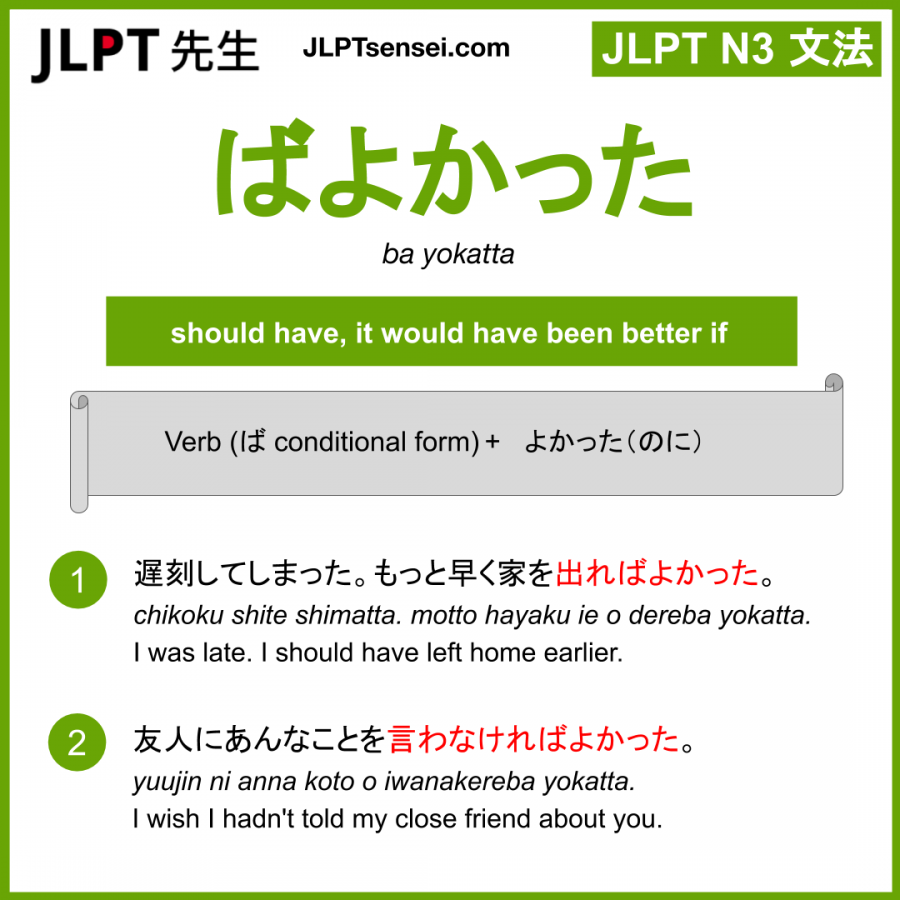 JLPT 先生
JLPTsensei.com
JLPT N3 文法
ばよかった
ba yokatta
should have, it would have been better if
Verb (ば conditional form) + よかった（のに）
1
遅刻してしまった。もっと早く家を出ればよかった。
chikoku shite shimatta. motto hayaku ie o dereba yokatta.
I was late. I should have left home earlier.
2
友人にあんなことを言わなければよかった。
yuujin ni anna koto o iwanakereba yokatta.
I wish I hadn't told my close friend about you.